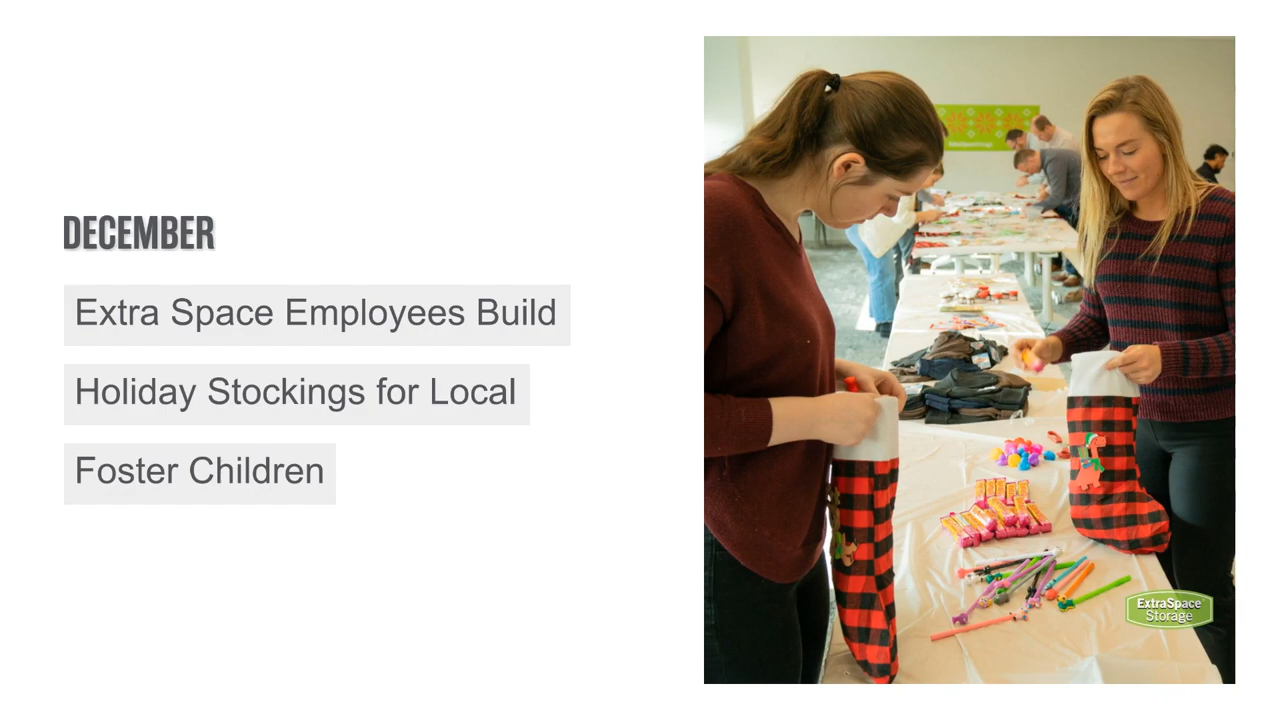 DECEMBER
Extra Space Employees Build
Holiday Stockings for Local
Foster Children
ExtraSpace
Storage